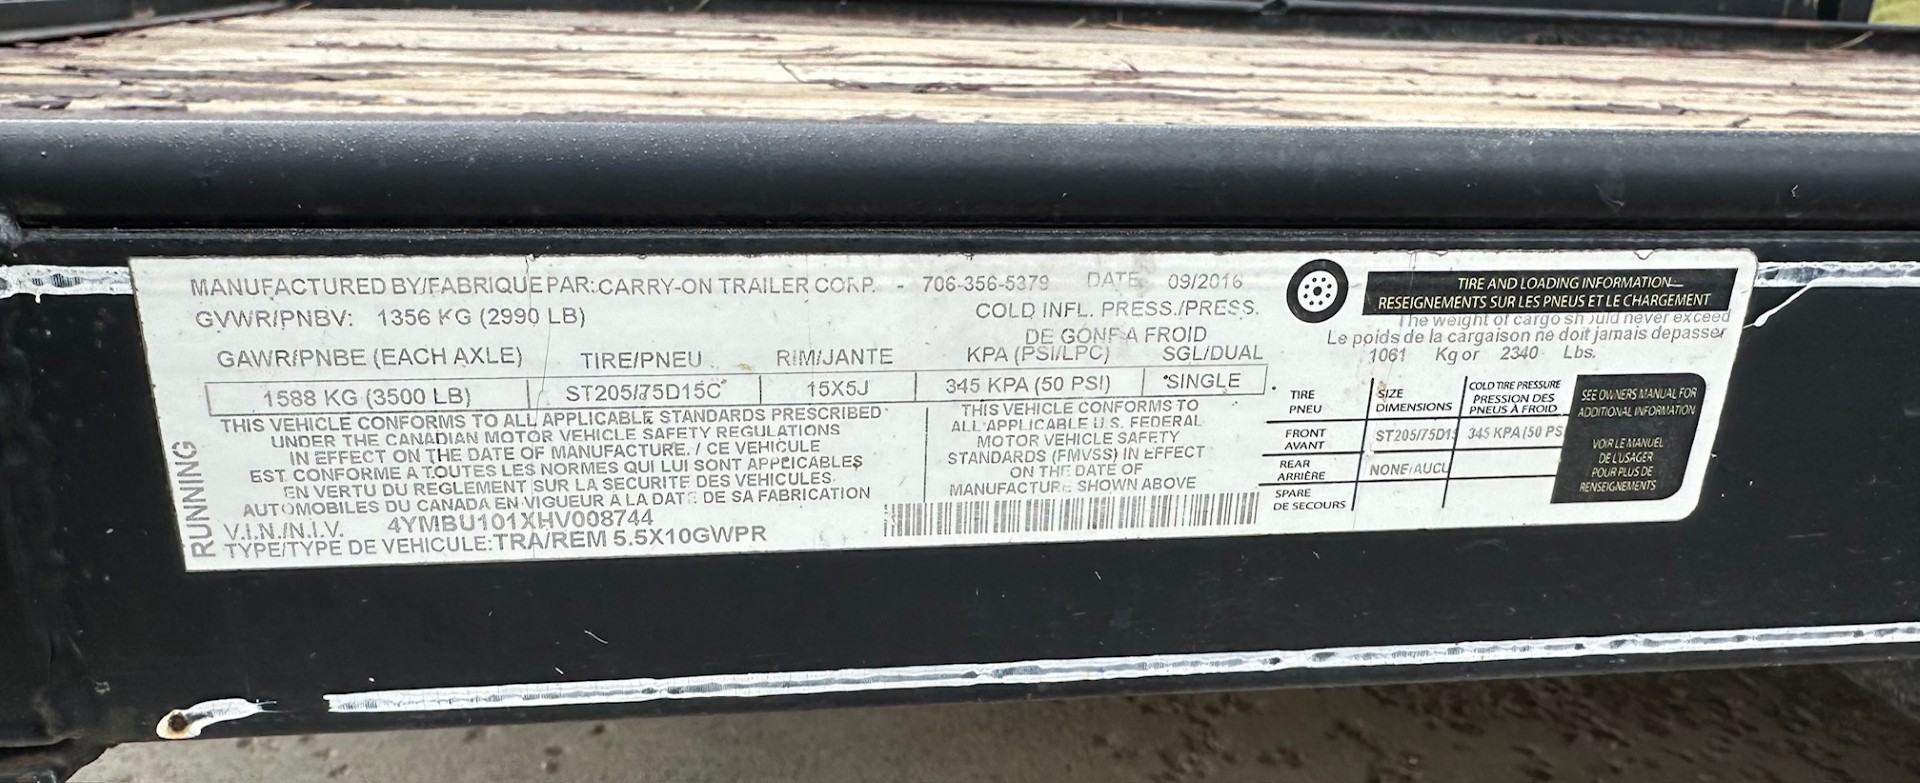 MANUFACTURED BY/FABRIQUE PAR: CARRY-ON TRAILER CORP. - 706-356-5379 DATE 09/2016
GVWR/PNBV: 1356 KG (2990 LB)
COLD INFL. PRESS./PRESS.
DE GONF A FROID
GAWR/PNBE (EACH AXLE) TIRE/PNEU RIM/JANTE KPA (PSI/LPC) SGL/DUAL
1588 KG (3500 LB) ST205/75D15C 15X5J 345 KPA (50 PSI) SINGLE
THIS VEHICLE CONFORMS TO ALL APPLICABLE STANDARDS PRESCRIBED
UNDER THE CANADIAN MOTOR VEHICLE SAFETY REGULATIONS
IN EFFECT ON THE DATE OF MANUFACTURE. / CE VEHICULE
EST CONFORME A TOUTES LES NORMES QUI LUI SONT APPLICABLES
EN VERTU DU REGLEMENT SUR LA SECURITE DES VEHICULES
AUTOMOBILES DU CANADA EN VIGUEUR A LA DATE DE SA FABRICATION
THIS VEHICLE CONFORMS TO
ALL APPLICABLE U.S. FEDERAL
MOTOR VEHICLE SAFETY
STANDARDS (FMVSS) IN EFFECT
ON THE DATE OF
MANUFACTURE SHOWN ABOVE
RUNNING
V.I.N./N.I.V. 4YMBU101XHV008744
TYPE/TYPE DE VEHICULE: TRA/REM 5.5X10GWPR
TIRE AND LOADING INFORMATION
RESEIGNEMENTS SUR LES PNEUS ET LE CHARGEMENT
The weight of cargo should never exceed
Le poids de la cargaison ne doit jamais depasser
1061 Kg or 2340 Lbs.
TIRE
PNEU
SIZE
DIMENSIONS
COLD TIRE PRESSURE
PRESSION DES
PNEUS À FROID
FRONT
AVANT
ST205/75D15 345 KPA (50 PS
REAR
ARRIÈRE
NONE/AUCU
SPARE
DE SECOURS
SEE OWNERS MANUAL FOR
ADDITIONAL INFORMATION
VOIR LE MANUEL
DE L'USAGER
POUR PLUS DE
RENSEIGNEMENTS